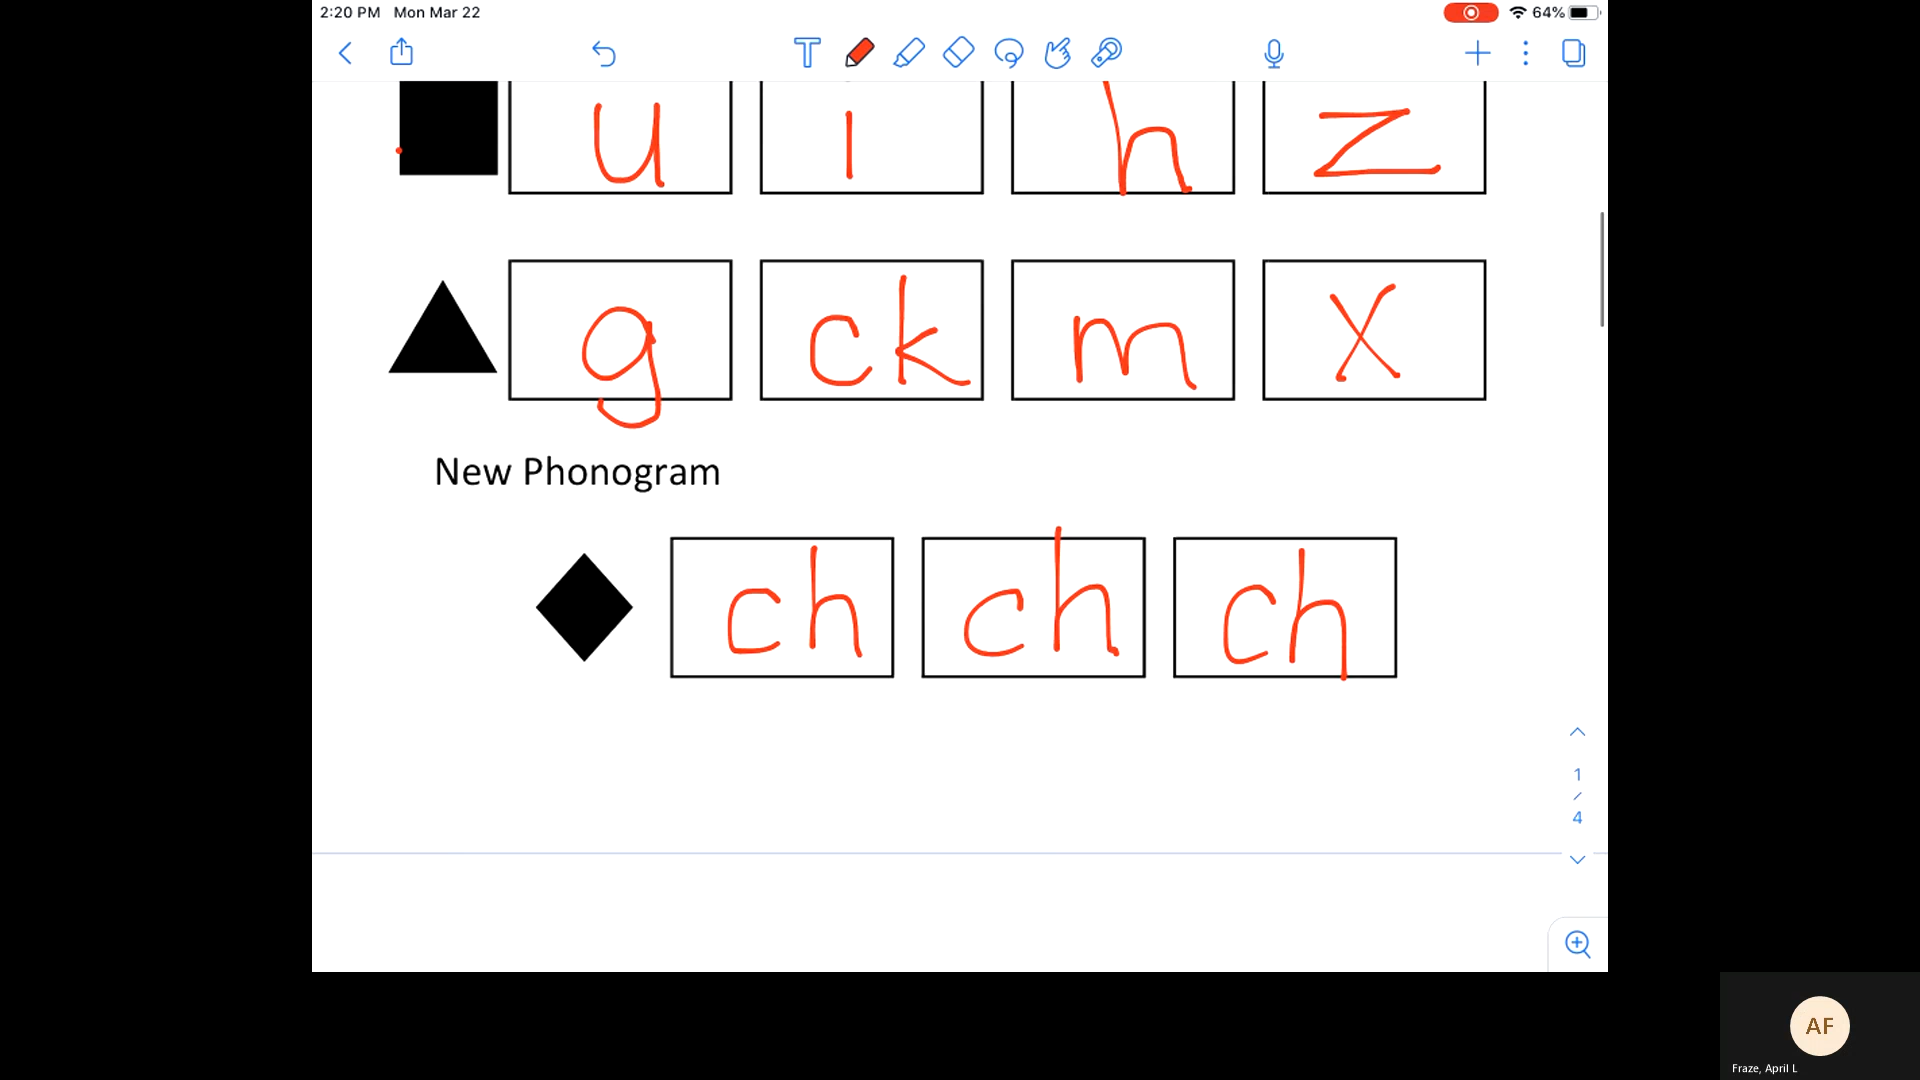 2:20 PM Mon Mar 22 64%
T
u i h z
g ck m x
New Phonogram
ch ch ch
1
/
4
AF
Fraze, April L